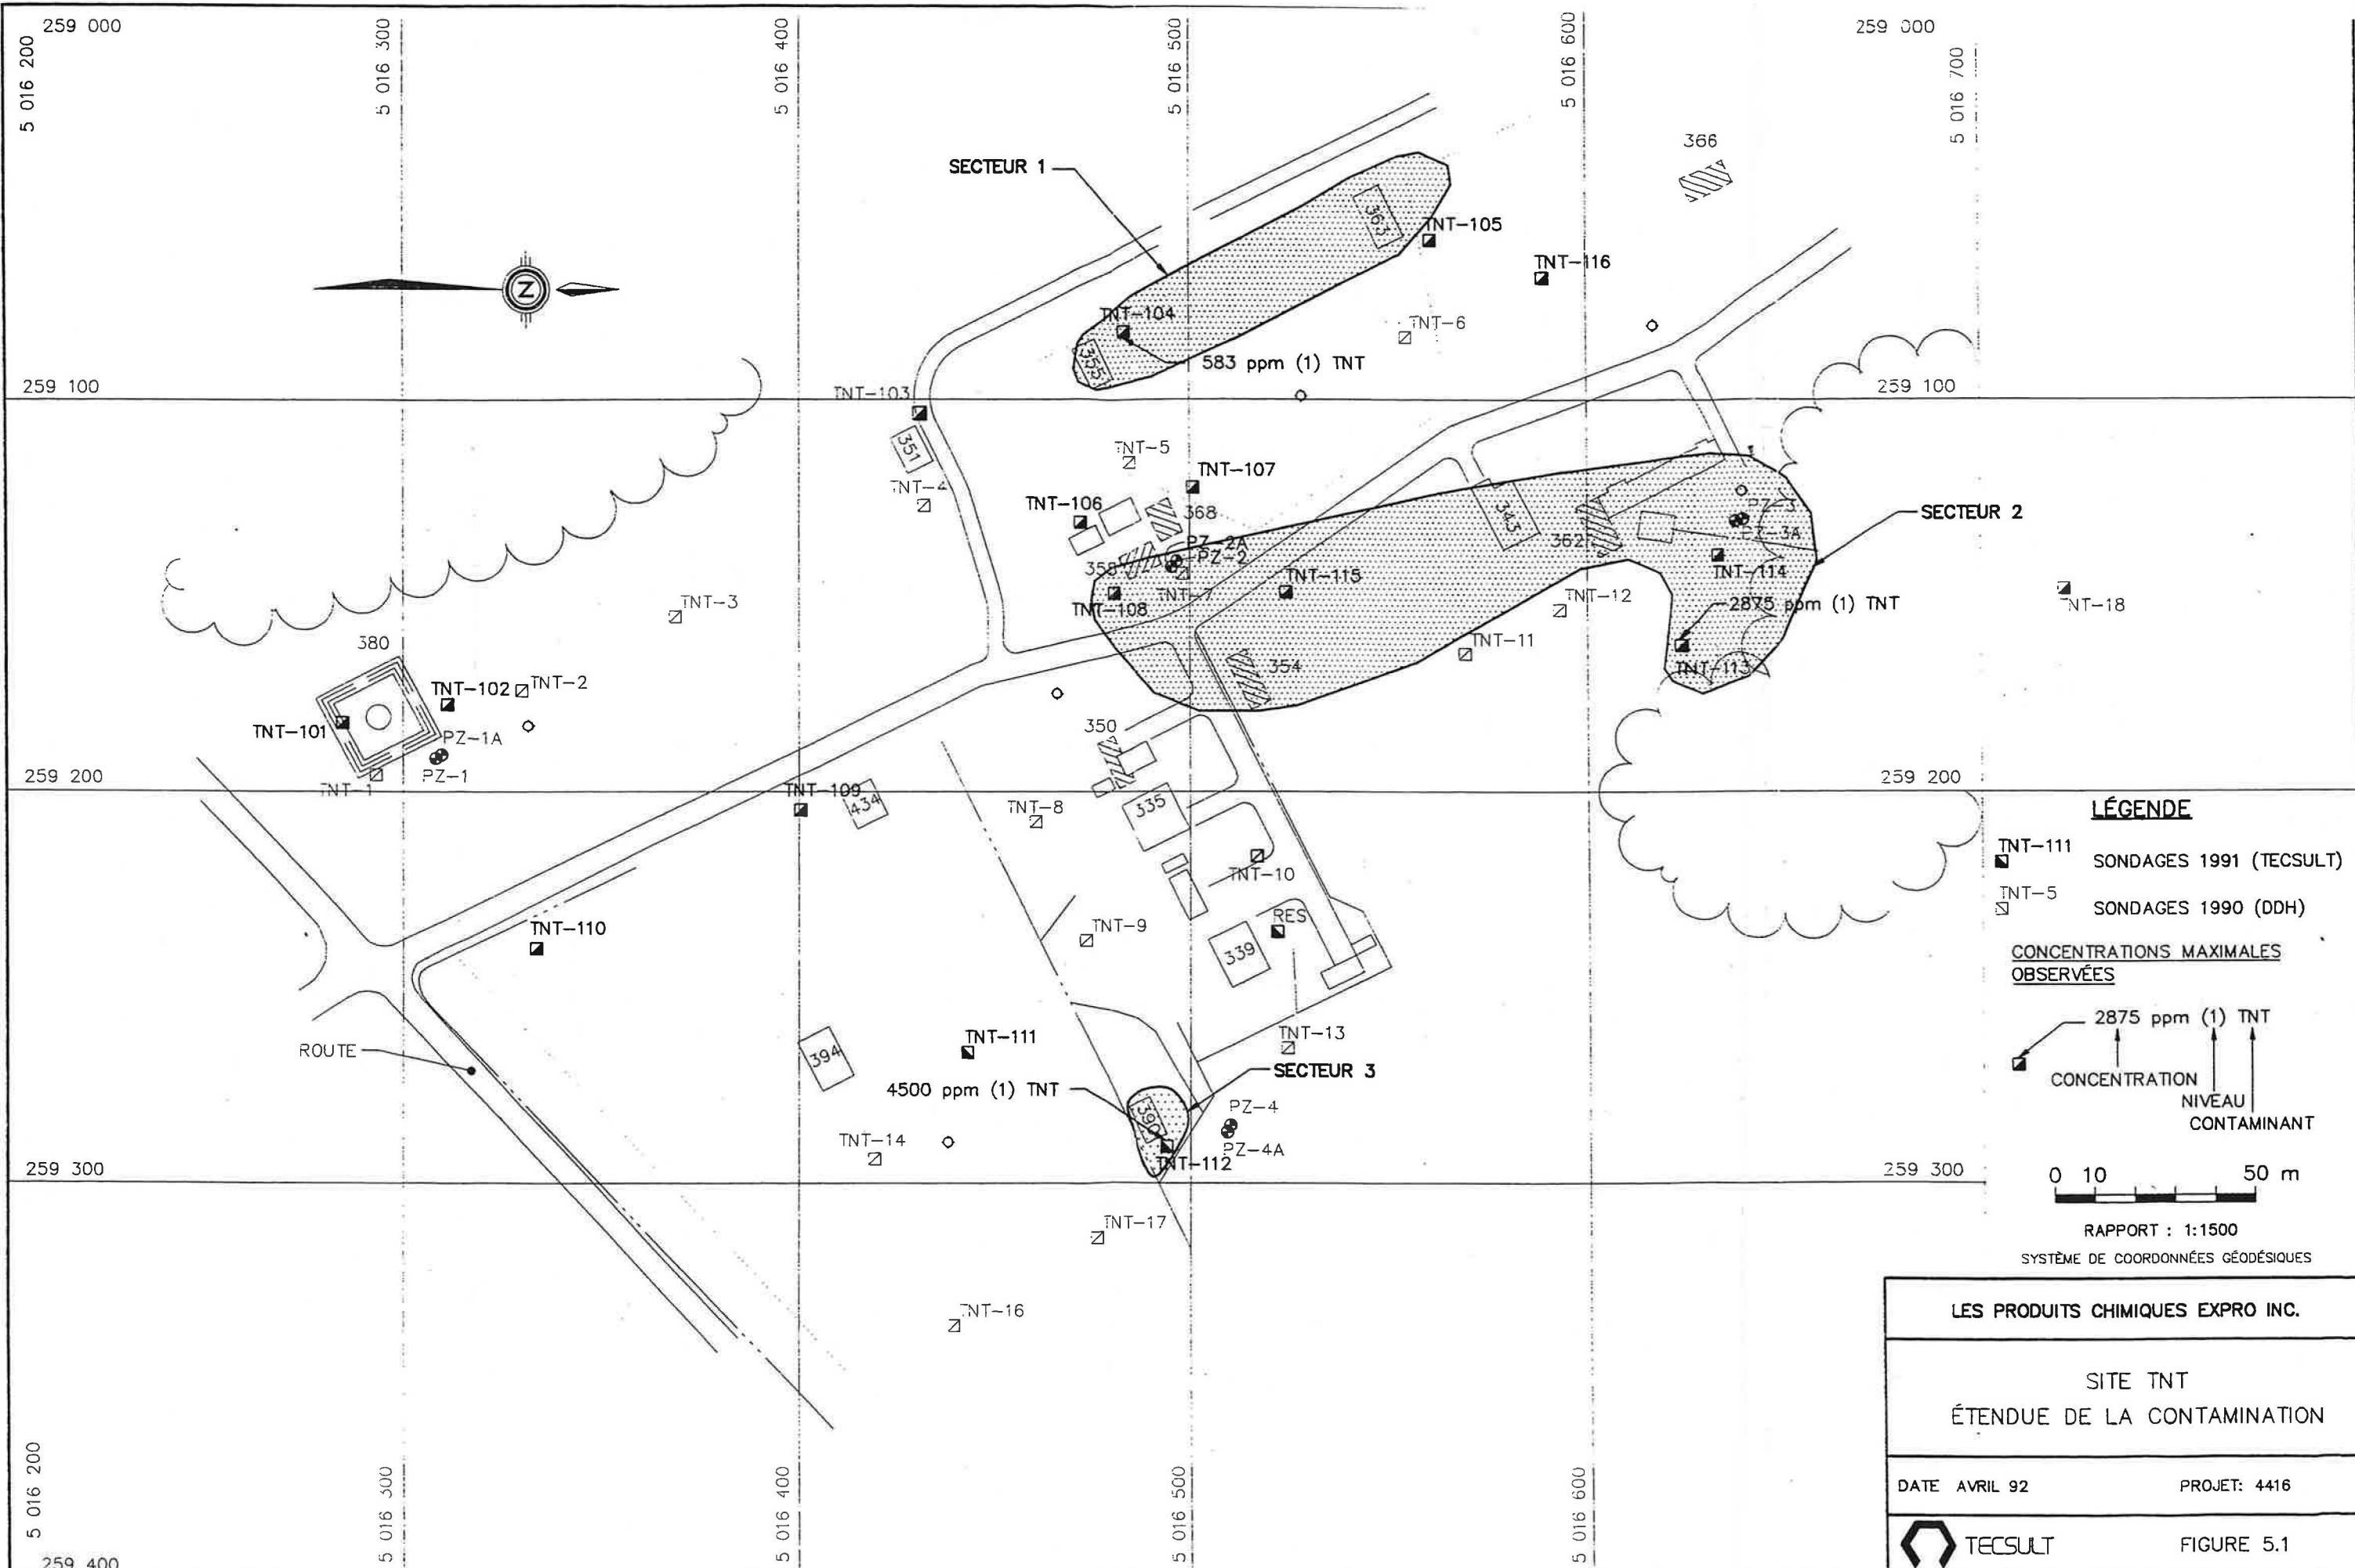 259 000
5 016 200
5 016 300
5 016 400
5 016 500
5 016 600
259 000
5 016 700
366
SECTEUR 1
363
TNT-105
TNT-116
Z
TNT-104
TNT-6
355
583 ppm (1) TNT
259 100
259 100
TNT-103
351
TNT-5
TNT-4
TNT-107
TNT-106
368
343
PZ-3
SECTEUR 2
PZ-2A
PZ-2
362
PZ-3A
358
TNT-115
TNT-114
TNT-108
TNT-7
TNT-12
2875 ppm (1) TNT
TNT-3
TNT-18
380
TNT-11
354
TNT-113
TNT-102
TNT-2
TNT-101
PZ-1A
350
PZ-1
259 200
259 200
TNT-1
TNT-109
434
TNT-8
335
TNT-10
TNT-110
TNT-9
RES
339
ROUTE
394
TNT-111
TNT-13
4500 ppm (1) TNT
SECTEUR 3
390
PZ-4
TNT-14
PZ-4A
TNT-112
259 300
259 300
TNT-17
TNT-16
LÉGENDE
TNT-111
SONDAGES 1991 (TECSULT)
TNT-5
SONDAGES 1990 (DDH)
CONCENTRATIONS MAXIMALES
OBSERVÉES
2875 ppm (1) TNT
CONCENTRATION
NIVEAU
CONTAMINANT
0 10 50 m
RAPPORT : 1:1500
SYSTÈME DE COORDONNÉES GÉODÉSIQUES
LES PRODUITS CHIMIQUES EXPRO INC.
SITE TNT
ÉTENDUE DE LA CONTAMINATION
DATE AVRIL 92
PROJET: 4416
TECSULT
FIGURE 5.1
5 016 200
5 016 300
5 016 400
5 016 500
5 016 600
259 400